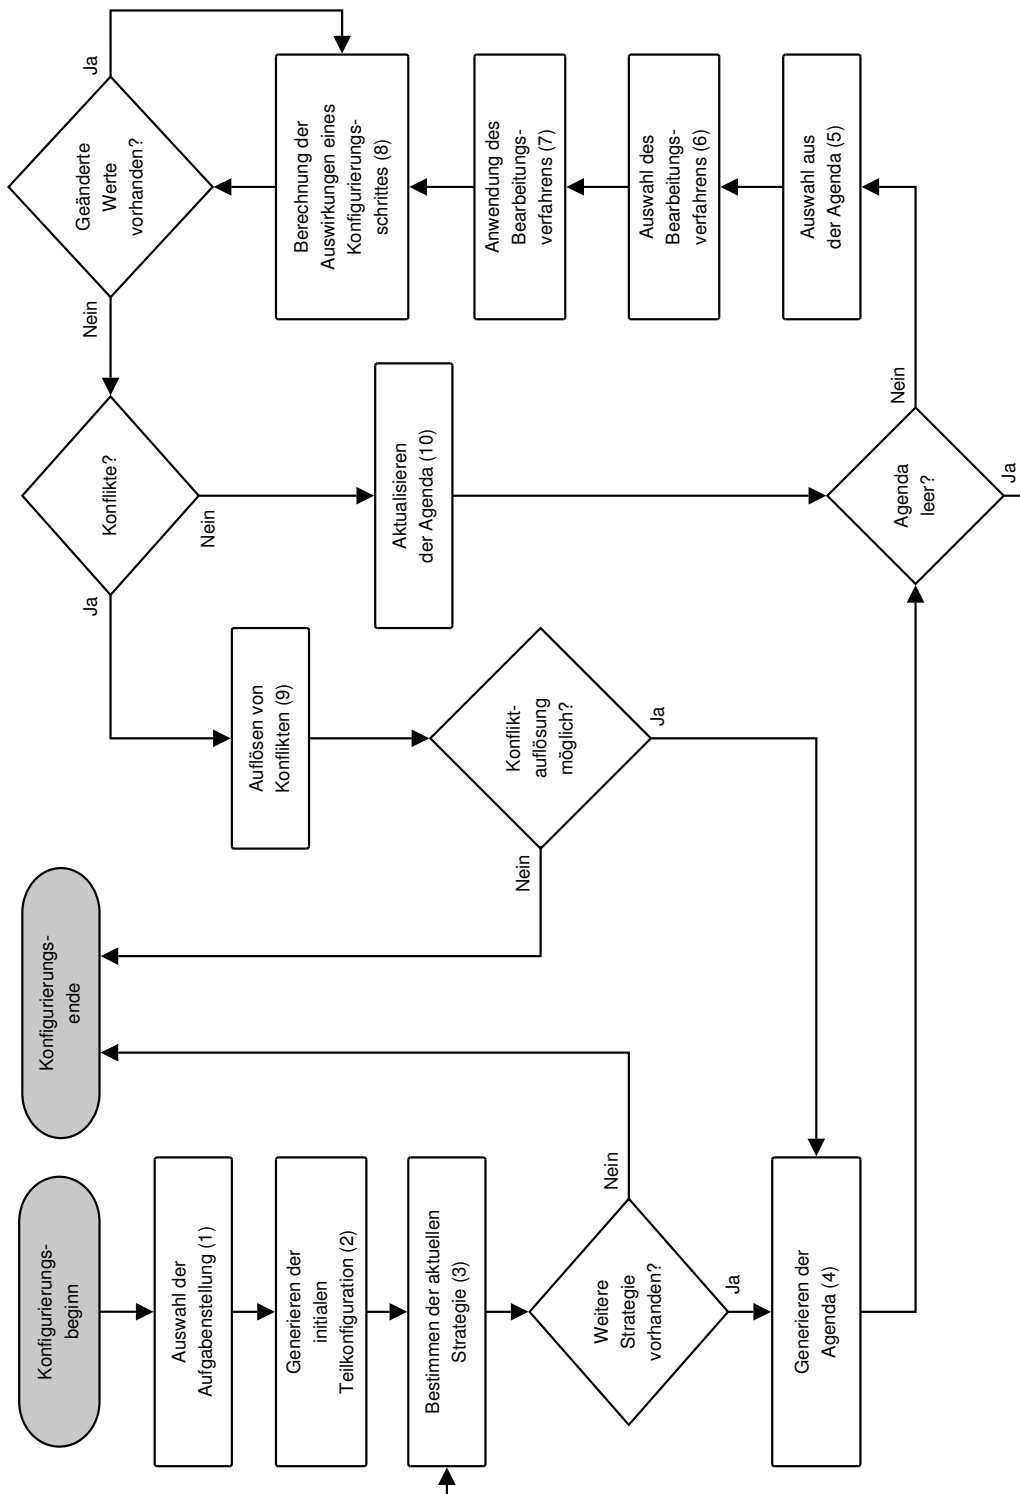 Konfigurierungs-
beginn
Auswahl der
Aufgabenstellung (1)
Generieren der
initialen
Teilkonfiguration (2)
Bestimmen der aktuellen
Strategie (3)
Weitere
Strategie
vorhanden?
Nein
Ja
Generieren der
Agenda (4)
Konfigurierungs-
ende
Auflösen von
Konflikten (9)
Konflikt-
auflösung
möglich?
Nein
Ja
Konflikte?
Ja
Nein
Aktualisieren
der Agenda (10)
Agenda
leer?
Nein
Ja
Geänderte
Werte
vorhanden?
Ja
Nein
Berechnung der
Auswirkungen eines
Konfigurierungs-
schrittes (8)
Anwendung des
Bearbeitungs-
verfahrens (7)
Auswahl des
Bearbeitungs-
verfahrens (6)
Auswahl aus
der Agenda (5)